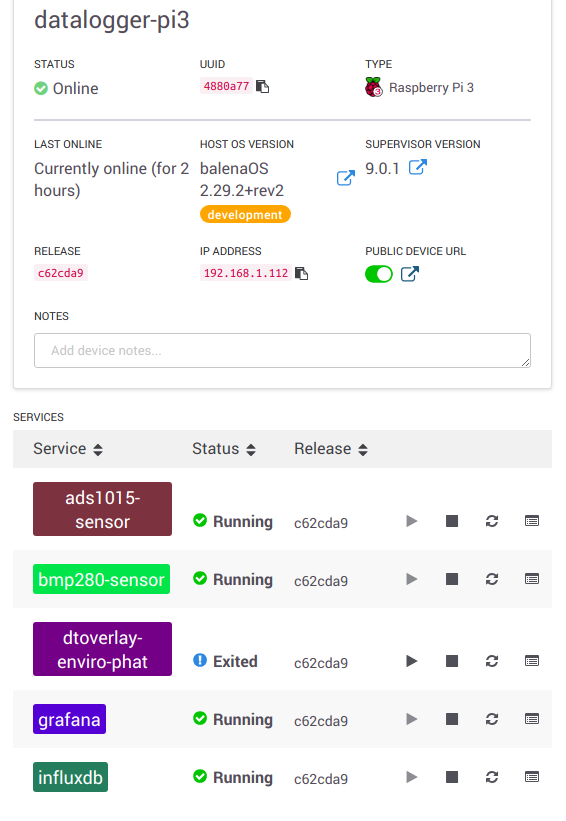 datalogger-pi3
STATUS UUID TYPE
Online 4880a77 Raspberry Pi 3
LAST ONLINE HOST OS VERSION SUPERVISOR VERSION
Currently online (for 2 balenaOS 9.0.1
hours) 2.29.2+rev2
development
RELEASE IP ADDRESS PUBLIC DEVICE URL
c62cda9 192.168.1.112
NOTES
Add device notes...
SERVICES
Service Status Release
ads1015-
sensor Running c62cda9
bmp280-sensor Running c62cda9
dtoverlay-
enviro-phat Exited c62cda9
grafana Running c62cda9
influxdb Running c62cda9